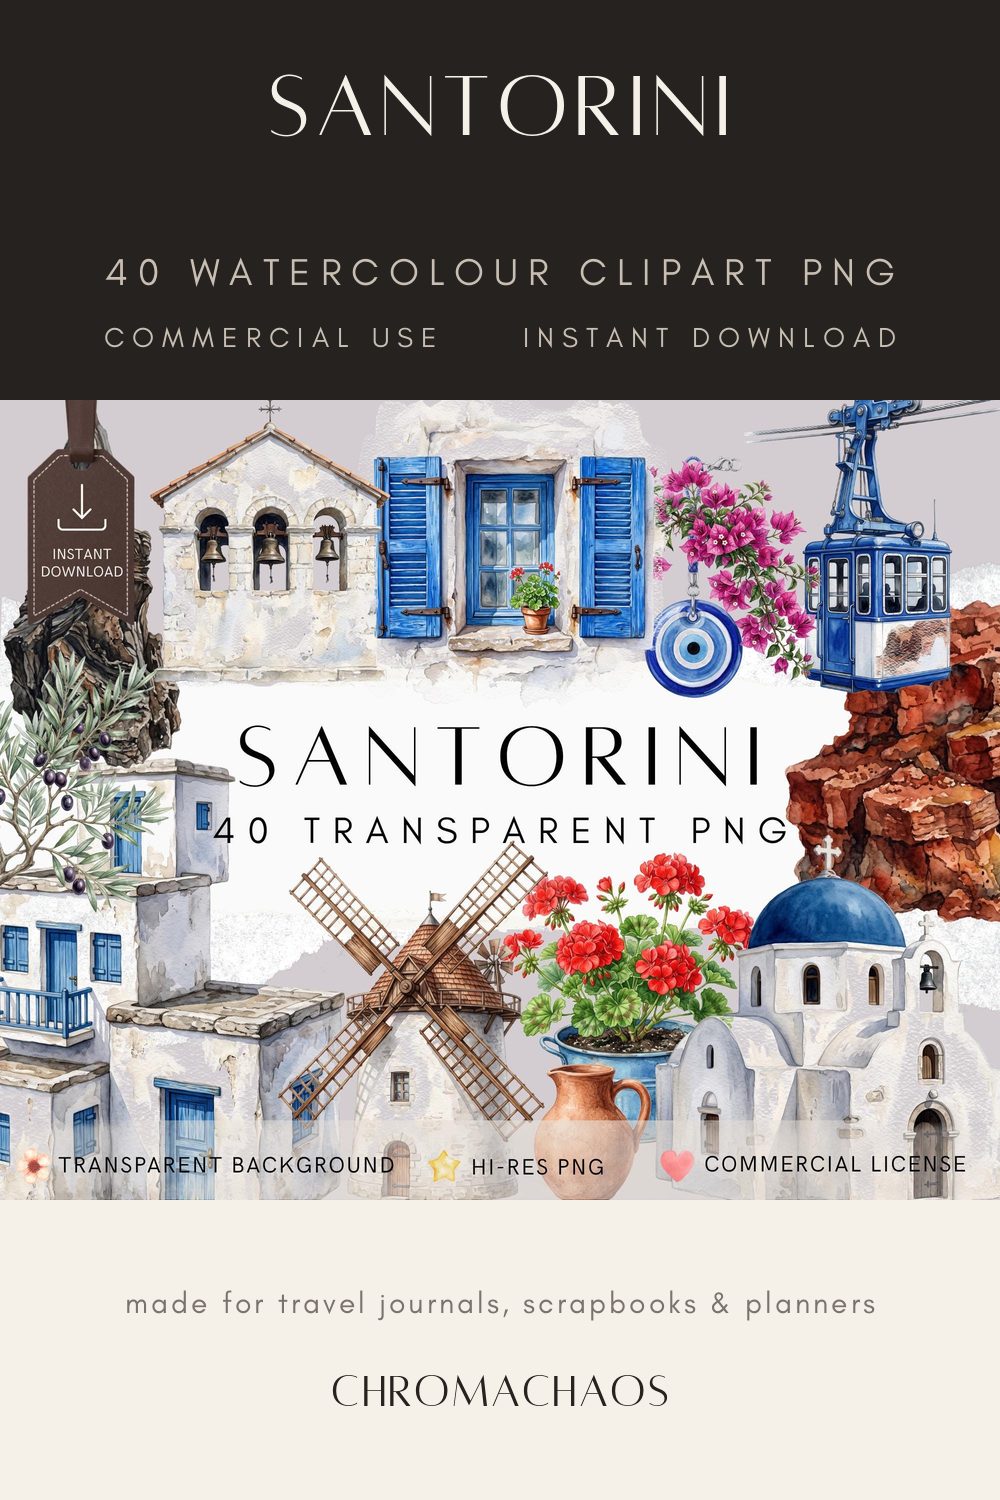 SANTORINI
40 WATERCOLOUR CLIPART PNG
COMMERCIAL USE INSTANT DOWNLOAD
INSTANT
DOWNLOAD
SANTORINI
40 TRANSPARENT PNG
TRANSPARENT BACKGROUND HI-RES PNG COMMERCIAL LICENSE
made for travel journals, scrapbooks & planners
CHROMACHAOS